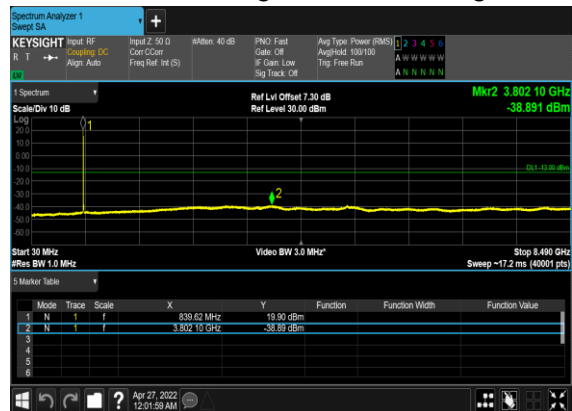 Spectrum Analyzer 1
Swept SA
+
KEYSIGHT Input: RF Input Z: 50 Ω #Atten: 40 dB PNO: Fast Avg Type: Power (RMS) 1 2 3 4 5 6
R T Coupling: DC Corr CCorr Gate: Off Avg|Hold: 100/100 A W W W W W
Align: Auto Freq Ref: Int (S) IF Gain: Low Trig: Free Run
LXI Sig Track: Off A N N N N N
1 Spectrum Ref Lvl Offset 7.30 dB Mkr2 3.802 10 GHz
Scale/Div 10 dB Ref Level 30.00 dBm -38.891 dBm
Log
1
20.0
10.0
0.00
-10.0
DL1 -13.00 dBm
-20.0
-30.0
2
-40.0
-50.0
-60.0
Start 30 MHz Video BW 3.0 MHz* Stop 8.490 GHz
#Res BW 1.0 MHz Sweep ~17.2 ms (40001 pts)
5 Marker Table
Mode Trace Scale X Y Function Function Width Function Value
1 N 1 f 839.62 MHz 19.90 dBm
2 N 1 f 3.802 10 GHz -38.89 dBm
3
4
5
6
? Apr 27, 2022
12:01:59 AM